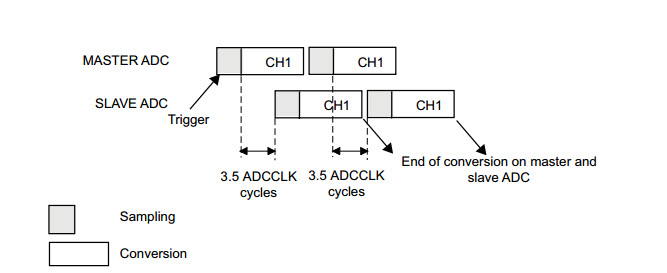 MASTER ADC
CH1
CH1
SLAVE ADC
CH1
CH1
Trigger
3.5 ADCCLK
cycles
3.5 ADCCLK
cycles
End of conversion on master and
slave ADC
Sampling
Conversion